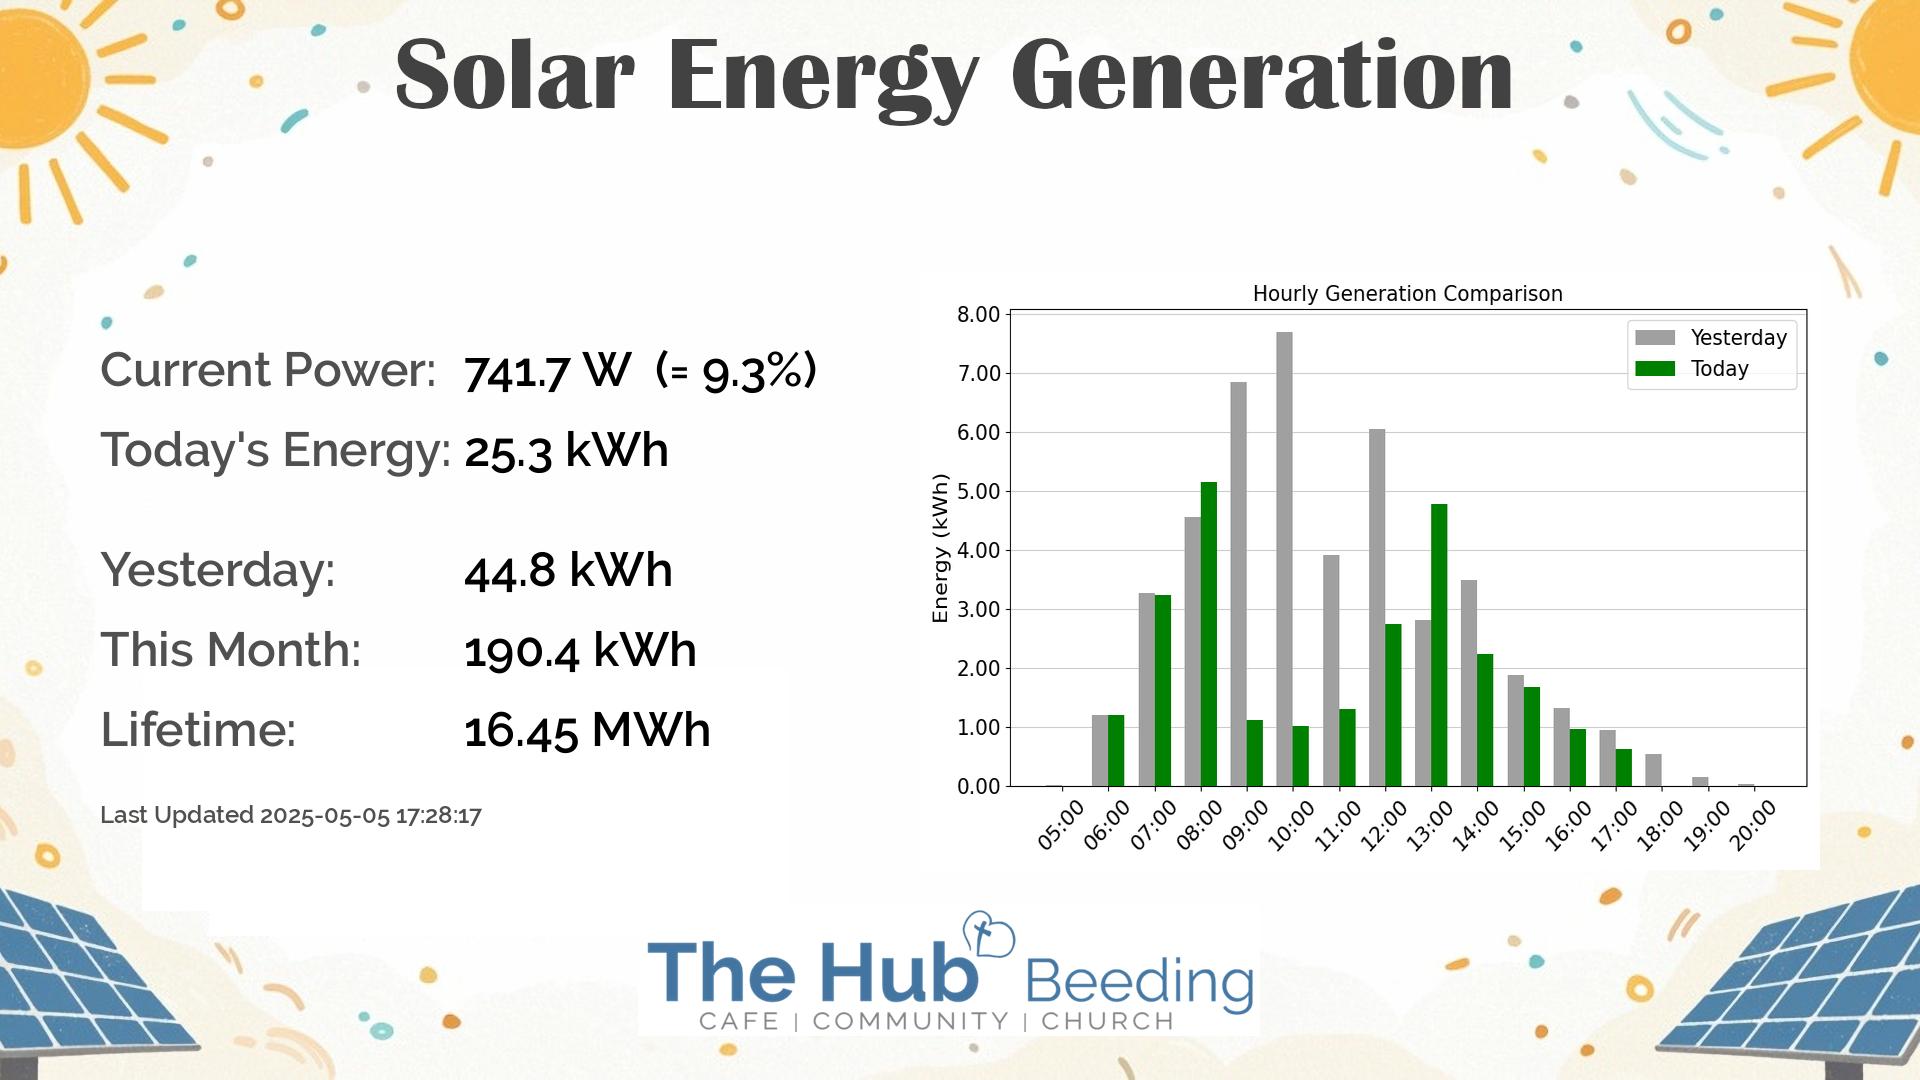 Solar Energy Generation
Current Power: 741.7 W (= 9.3%)
Today's Energy: 25.3 kWh
Yesterday: 44.8 kWh
This Month: 190.4 kWh
Lifetime: 16.45 MWh
Last Updated 2025-05-05 17:28:17
Hourly Generation Comparison
Yesterday
Today
Energy (kWh)
8.00
7.00
6.00
5.00
4.00
3.00
2.00
1.00
0.00
05:00 06:00 07:00 08:00 09:00 10:00 11:00 12:00 13:00 14:00 15:00 16:00 17:00 18:00 19:00 20:00
The Hub Beeding
CAFE | COMMUNITY | CHURCH